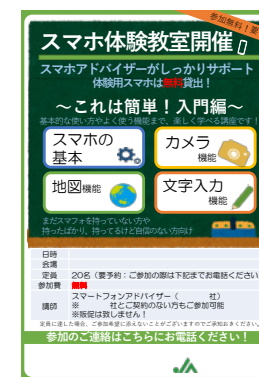 参加無料！要
スマホ体験教室開催
スマホアドバイザーがしっかりサポート
体験用スマホは無料貸出！
～これは簡単！入門編～
基本的な使い方やよく使う機能まで、楽しく学べる講座です！
スマホの
基本
カメラ
機能
地図機能
文字入力
機能
まだスマフォを持っていない方や
持ったばかり、持ってるけど自信のない方向け
日時
会場
定員 20名（要予約：ご参加の際は下記までお電話ください
参加費 無料
講師 スマートフォンアドバイザー（ 社）
※ 社とご契約のない方もご参加可能
※販促は致しません！
定員に達した場合、ご参加希望に添えないことがございますのでご承知おきください。
参加のご連絡はこちらにお電話ください！